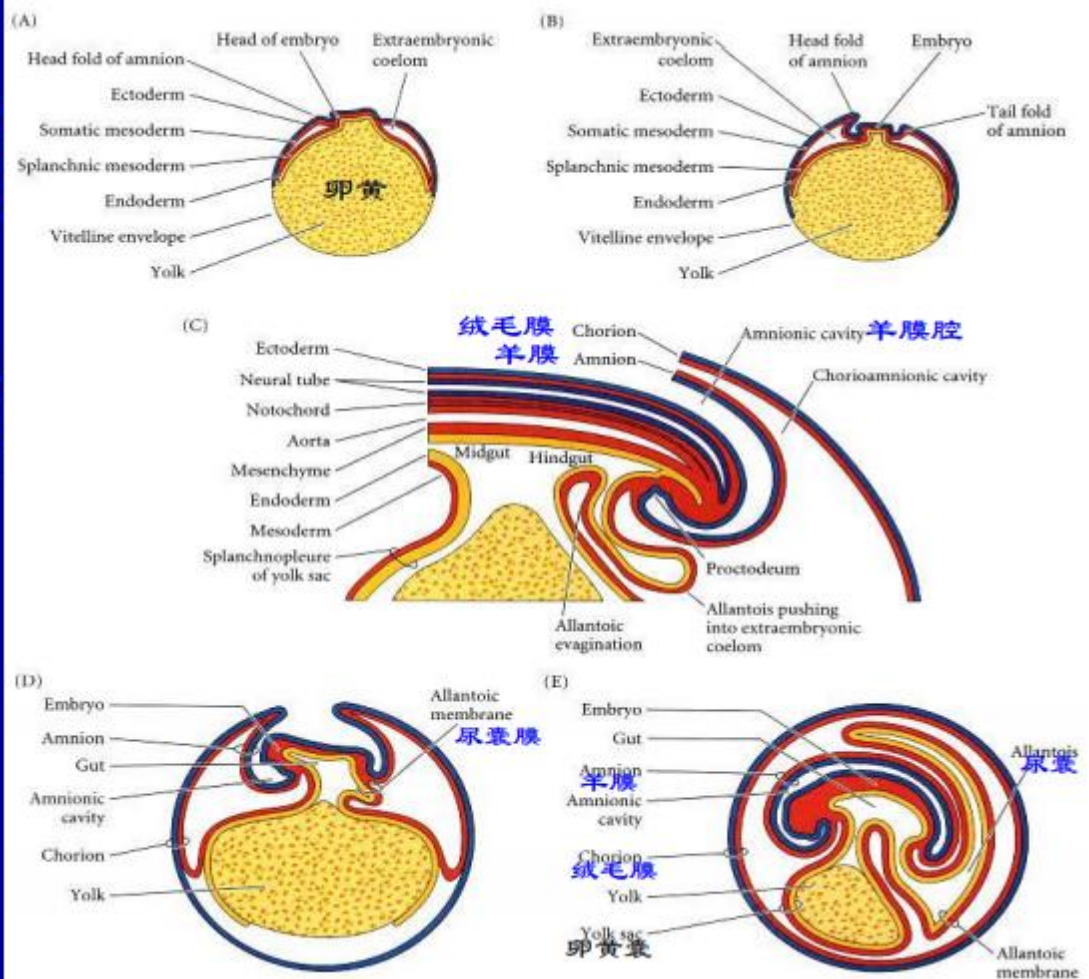 (A)
Head of embryo
Extraembryonic
coelom
Head fold of amnion
Ectoderm
Somatic mesoderm
Splanchnic mesoderm
Endoderm
Vitelline envelope
Yolk
卵黄
(B)
Extraembryonic
coelom
Head fold
of amnion
Embryo
Ectoderm
Somatic mesoderm
Splanchnic mesoderm
Endoderm
Vitelline envelope
Yolk
Tail fold
of amnion
(C)
绒毛膜
Chorion
羊膜
Amnion
Amnionic cavity
羊膜腔
Chorioamnionic cavity
Ectoderm
Neural tube
Notochord
Aorta
Mesenchyme
Endoderm
Mesoderm
Splanchnopleure
of yolk sac
Midgut
Hindgut
Proctodeum
Allantoic
evagination
Allantois pushing
into extraembryonic
coelom
(D)
Embryo
Amnion
Gut
Amnionic
cavity
Chorion
Yolk
Allantoic
membrane
尿囊膜
(E)
Embryo
Gut
Amnion
羊膜
Amnionic
cavity
Chorion
绒毛膜
Yolk
Yolk sac
卵黄囊
Allantois
尿囊
Allantoic
membrane